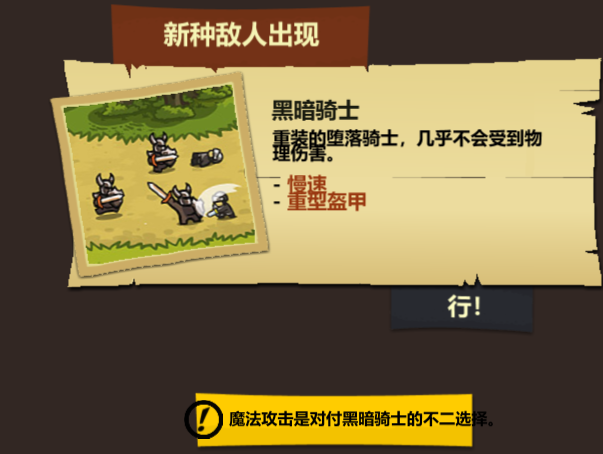 新种敌人出现
黑暗骑士
重装的堕落骑士，几乎不会受到物
理伤害。
- 慢速
- 重型盔甲
行!
魔法攻击是对付黑暗骑士的不二选择。